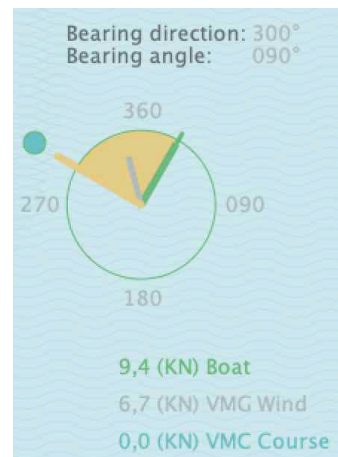 Bearing direction: 300°
Bearing angle: 090°
360
270
090
180
9,4 (KN) Boat
6,7 (KN) VMG Wind
0,0 (KN) VMC Course